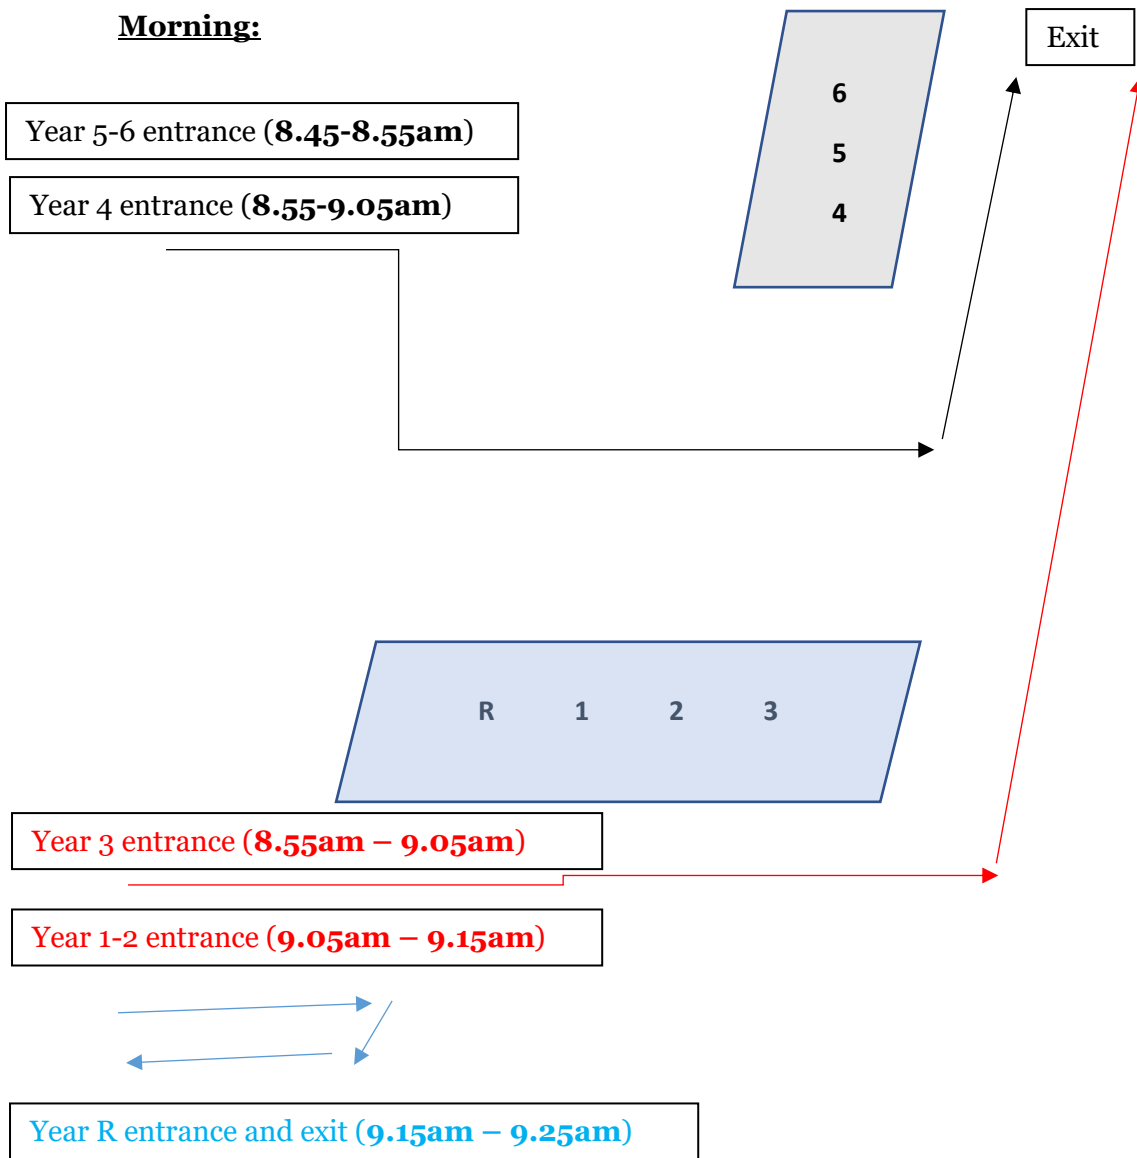 Morning:
Exit
6
Year 5-6 entrance (8.45-8.55am)
5
Year 4 entrance (8.55-9.05am)
4
R 1 2 3
Year 3 entrance (8.55am – 9.05am)
Year 1-2 entrance (9.05am – 9.15am)
Year R entrance and exit (9.15am – 9.25am)